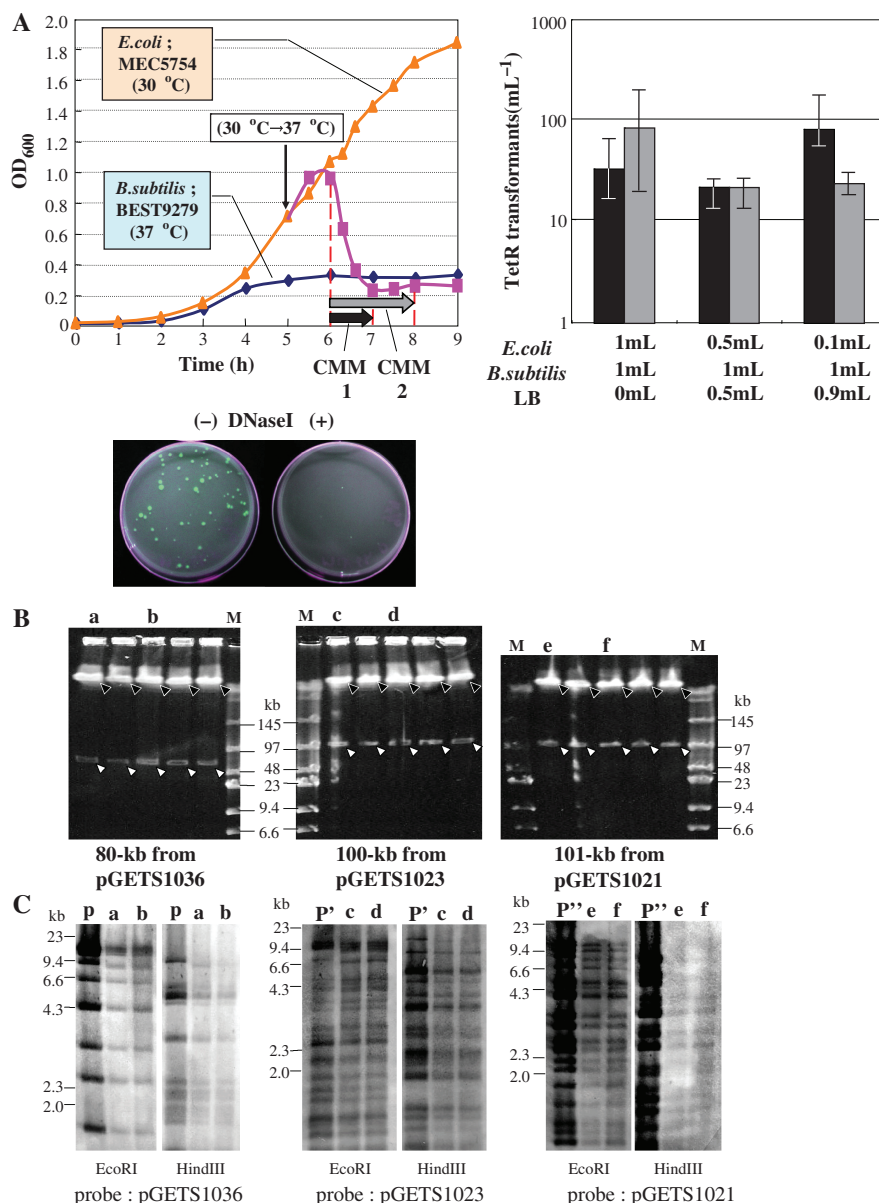 A
2.0
1.8
1.6
1.4
1.2
1.0
0.8
0.6
0.4
0.2
0
OD600
E.coli ;
MEC5754
(30 °C)
(30 °C→37 °C)
B.subtilis ;
BEST9279
(37 °C)
0 1 2 3 4 5 6 7 8 9
Time (h)
CMM
1
CMM
2
1000
100
10
1
TetR transformants(mL⁻¹)
E.coli 1mL 0.5mL 0.1mL
B.subtilis 1mL 1mL 1mL
LB 0mL 0.5mL 0.9mL
(–) DNaseI (+)
B
a b M
kb
145
97
48
23
9.4
6.6
80-kb from
pGETS1036
M c d
100-kb from
pGETS1023
M e f M
kb
145
97
48
23
9.4
6.6
101-kb from
pGETS1021
C
kb
23
9.4
6.6
4.3
2.3
2.0
p a b p a b
EcoRI HindIII
probe : pGETS1036
kb
23
9.4
6.6
4.3
2.3
2.0
P' c d P' c d
EcoRI HindIII
probe : pGETS1023
kb
23
9.4
6.6
4.3
2.3
2.0
P'' e f P'' e f
EcoRI HindIII
probe : pGETS1021